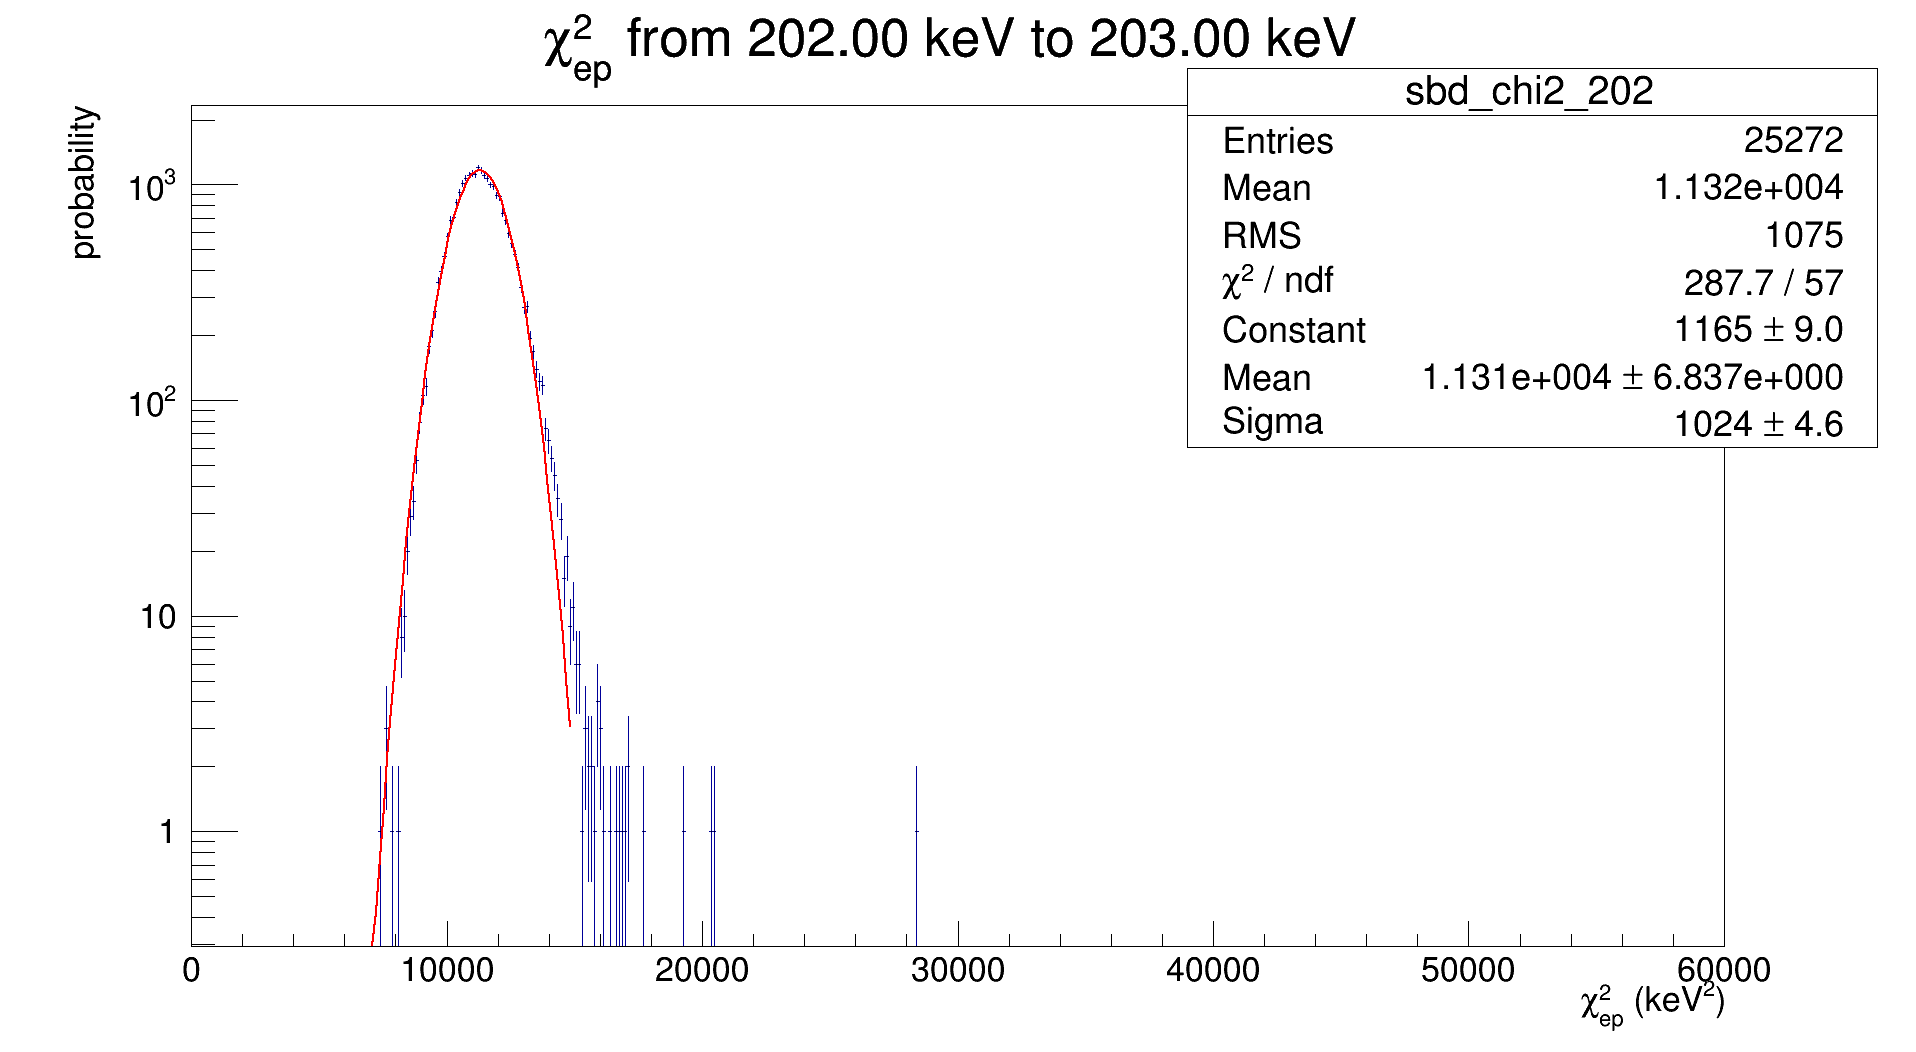 χ²ep from 202.00 keV to 203.00 keV
sbd_chi2_202
Entries 25272
Mean 1.132e+004
RMS 1075
χ² / ndf 287.7 / 57
Constant 1165 ± 9.0
Mean 1.131e+004 ± 6.837e+000
Sigma 1024 ± 4.6
probability
10³
10²
10
1
0 10000 20000 30000 40000 50000 60000
χ²ep (keV²)